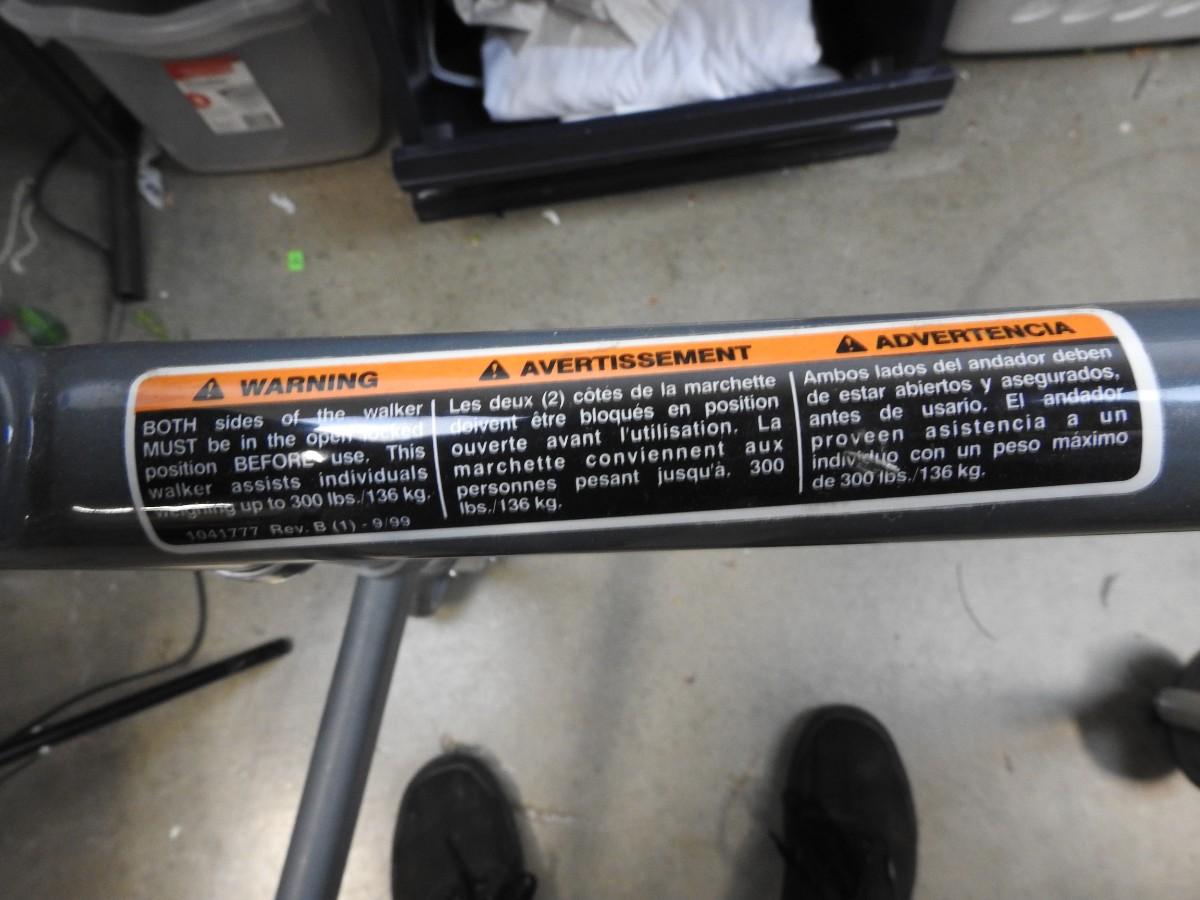 WARNING
BOTH sides of the walker
MUST be in the open locked
position BEFORE use. This
walker assists individuals
weighing up to 300 lbs./136 kg.
1041777 Rev. B (1) - 9/99
AVERTISSEMENT
Les deux (2) côtés de la marchette
doivent être bloqués en position
ouverte avant l'utilisation. La
marchette conviennent aux
personnes pesant jusqu'à. 300
lbs./136 kg.
ADVERTENCIA
Ambos lados del andador deben
de estar abiertos y asegurados,
antes de usario. El andador
proveen asistencia a un
individuo con un peso máximo
de 300 lbs./136 kg.